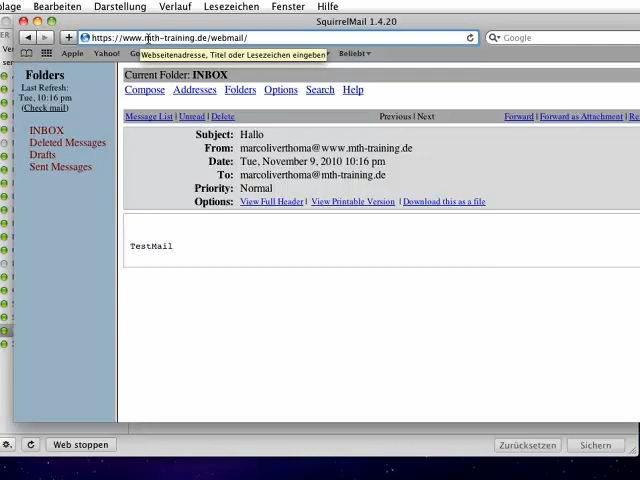 blage Bearbeiten Darstellung Verlauf Lesezeichen Fenster Hilfe
SquirrelMail 1.4.20
https://www.mth-training.de/webmail/
Google
Webseitenadresse, Titel oder Lesezeichen eingeben
Apple Yahoo! Beliebt
Folders
Last Refresh:
Tue, 10:16 pm
(Check mail)
INBOX
Deleted Messages
Drafts
Sent Messages
Current Folder: INBOX
Compose Addresses Folders Options Search Help
Message List | Unread | Delete Previous | Next Forward | Forward as Attachment | Re
Subject: Hallo
From: marcoliverthoma@www.mth-training.de
Date: Tue, November 9, 2010 10:16 pm
To: marcoliverthoma@mth-training.de
Priority: Normal
Options: View Full Header | View Printable Version | Download this as a file
TestMail
Web stoppen
Zurücksetzen Sichern